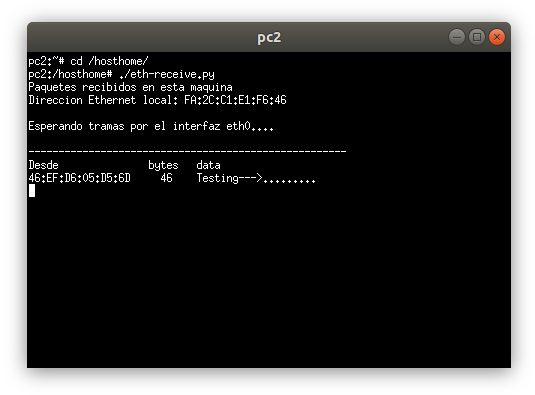 pc2
pc2:~# cd /hosthome/
pc2:/hosthome# ./eth-receive.py
Paquetes recibidos en esta maquina
Direccion Ethernet local: FA:2C:C1:E1:F6:46
Esperando tramas por el interfaz eth0....
-----------------------------------------------------
Desde bytes data
46:EF:D6:05:D5:6D 46 Testing--->.........